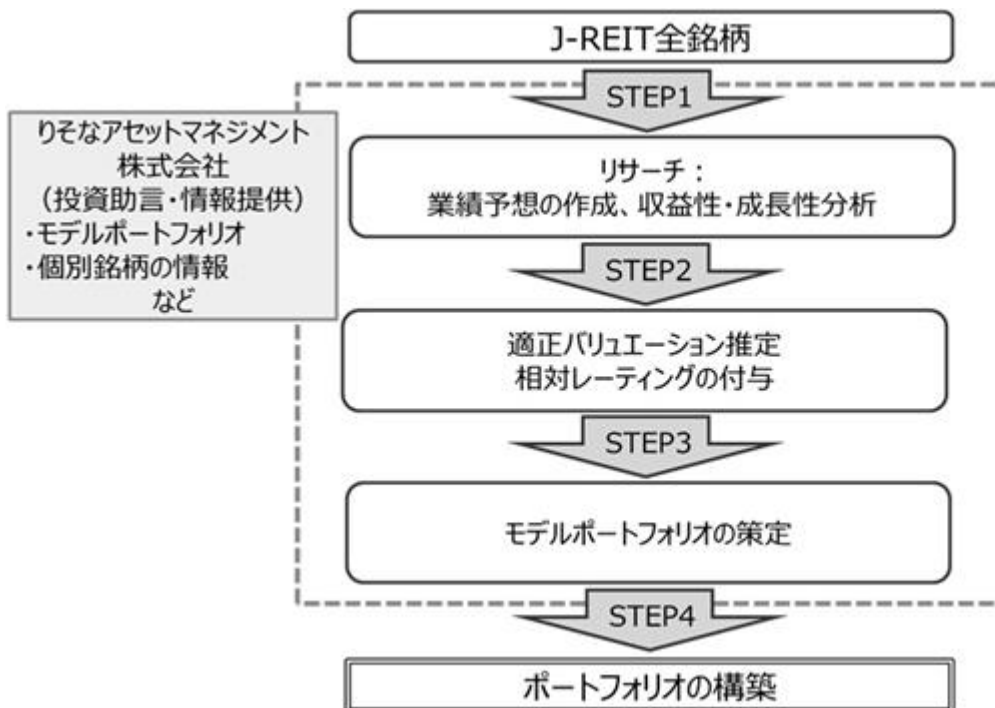 J-REIT全銘柄
STEP1
りそなアセットマネジメント
株式会社
（投資助言・情報提供）
・モデルポートフォリオ
・個別銘柄の情報
など
リサーチ：
業績予想の作成、収益性・成長性分析
STEP2
適正バリュエーション推定
相対レーティングの付与
STEP3
モデルポートフォリオの策定
STEP4
ポートフォリオの構築